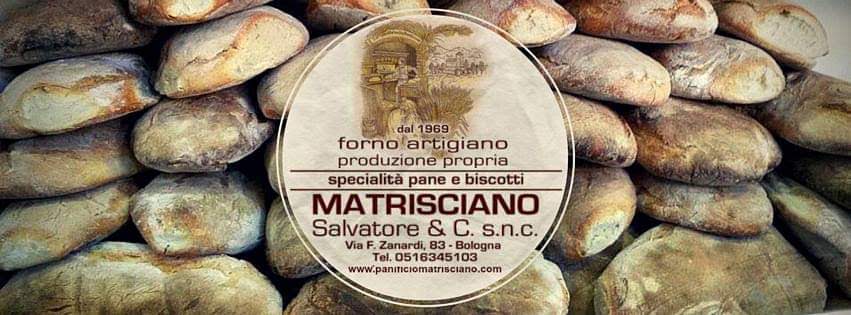 dal 1969
forno artigiano
produzione propria
specialità pane e biscotti
MATRISCIANO
Salvatore & C. s.n.c.
Via F. Zanardi, 83 - Bologna
Tel. 0516345103
www.panificiomatrisciano.com